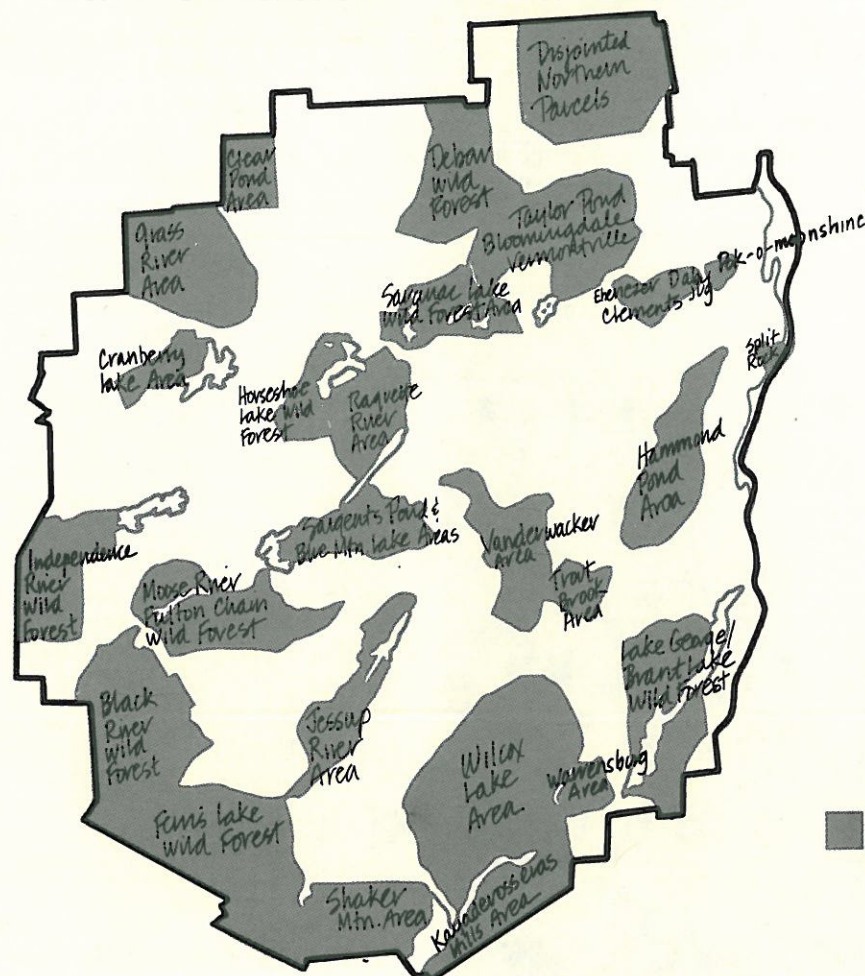 Disjointed
Northern
Parcels
Clear
Pond
Area
Debar
Wild
Forest
Grass
River
Area
Taylor Pond
Bloomingdale
Vermontville
Pok-o-moonshine
Ebenezer
Clements Jug
Saranac Lake
Wild Forest Area
Split
Rock
Cranberry
Lake Area
Horseshoe
Lake Wild
Forest
Raquette
River
Area
Hammond
Pond
Area
Sargents Pond &
Blue Mtn Lake Areas
Vanderwacker
Area
Independence
River
Wild
Forest
Moose River
Fulton Chain
Wild Forest
Trout
Brook
Area
Lake George/
Brant Lake
Wild Forest
Black
River
Wild
Forest
Jessup
River
Area
Wilcox
Lake
Area
Warrensburg
Area
Ferris Lake
Wild Forest
Shaker
Mtn. Area
Hills Area